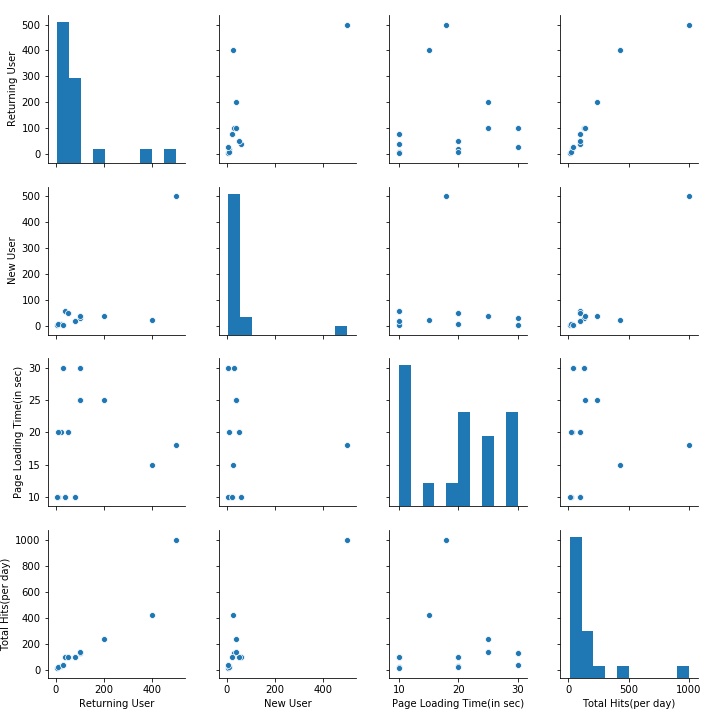 Returning User
500
400
300
200
100
0
New User
500
400
300
200
100
0
Page Loading Time(in sec)
30
25
20
15
10
Total Hits(per day)
1000
800
600
400
200
0
0 200 400
0 200 400
10 20 30
0 500 1000
Returning User
New User
Page Loading Time(in sec)
Total Hits(per day)